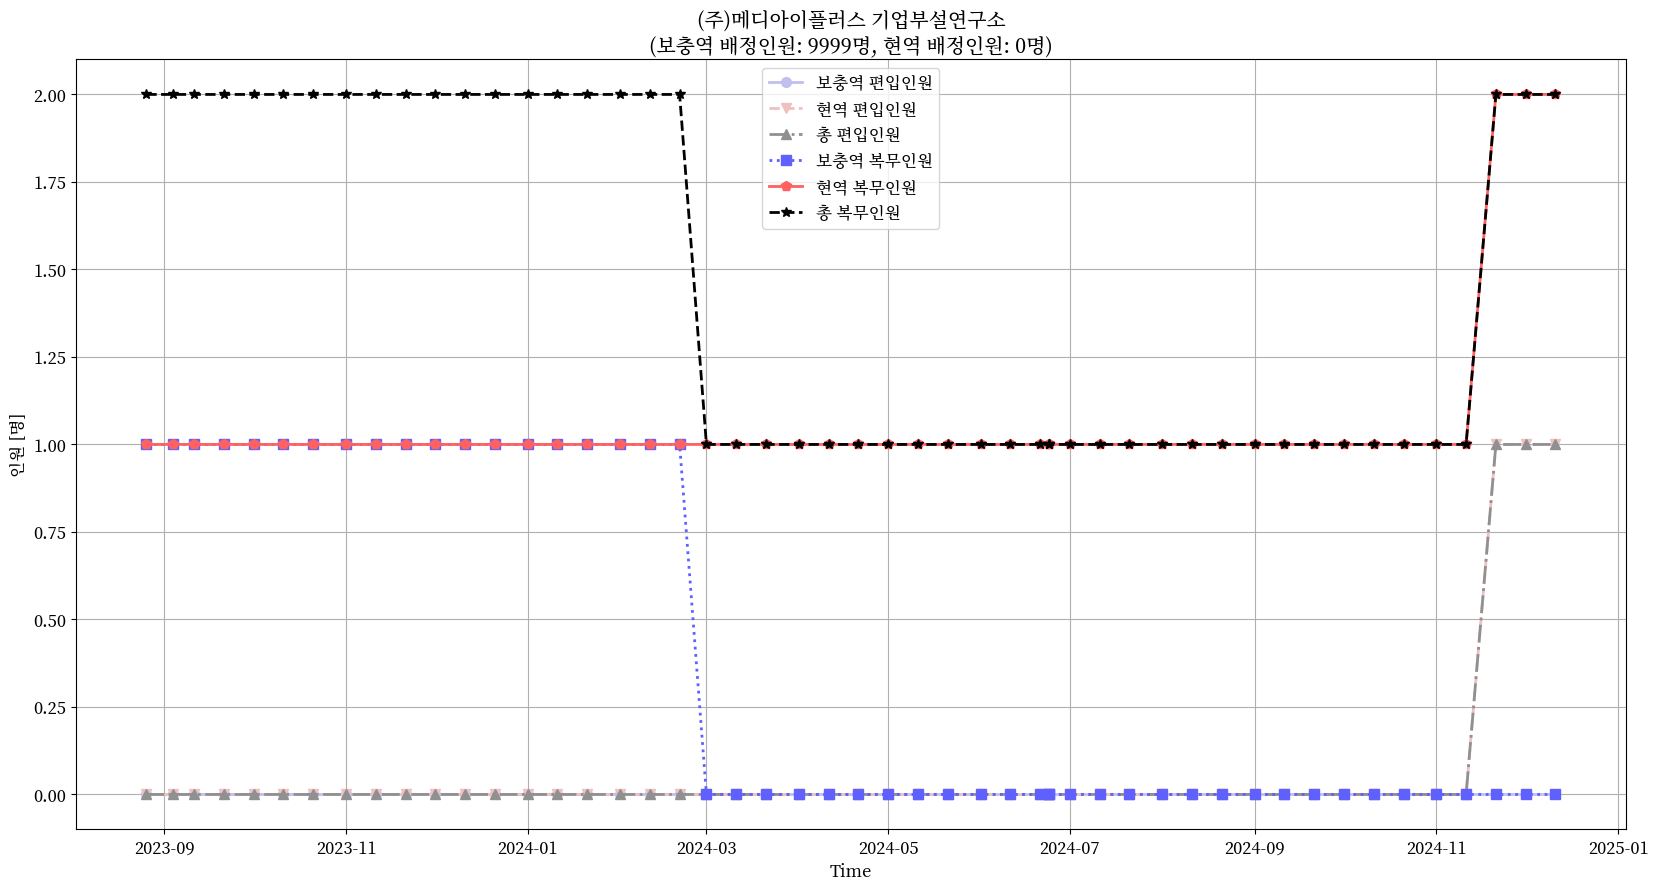 (주)메디아이플러스 기업부설연구소
(보충역 배정인원: 9999명, 현역 배정인원: 0명)
보충역 편입인원
현역 편입인원
총 편입인원
보충역 복무인원
현역 복무인원
총 복무인원
인원 [명]
2.00
1.75
1.50
1.25
1.00
0.75
0.50
0.25
0.00
2023-09 2023-11 2024-01 2024-03 2024-05 2024-07 2024-09 2024-11 2025-01
Time